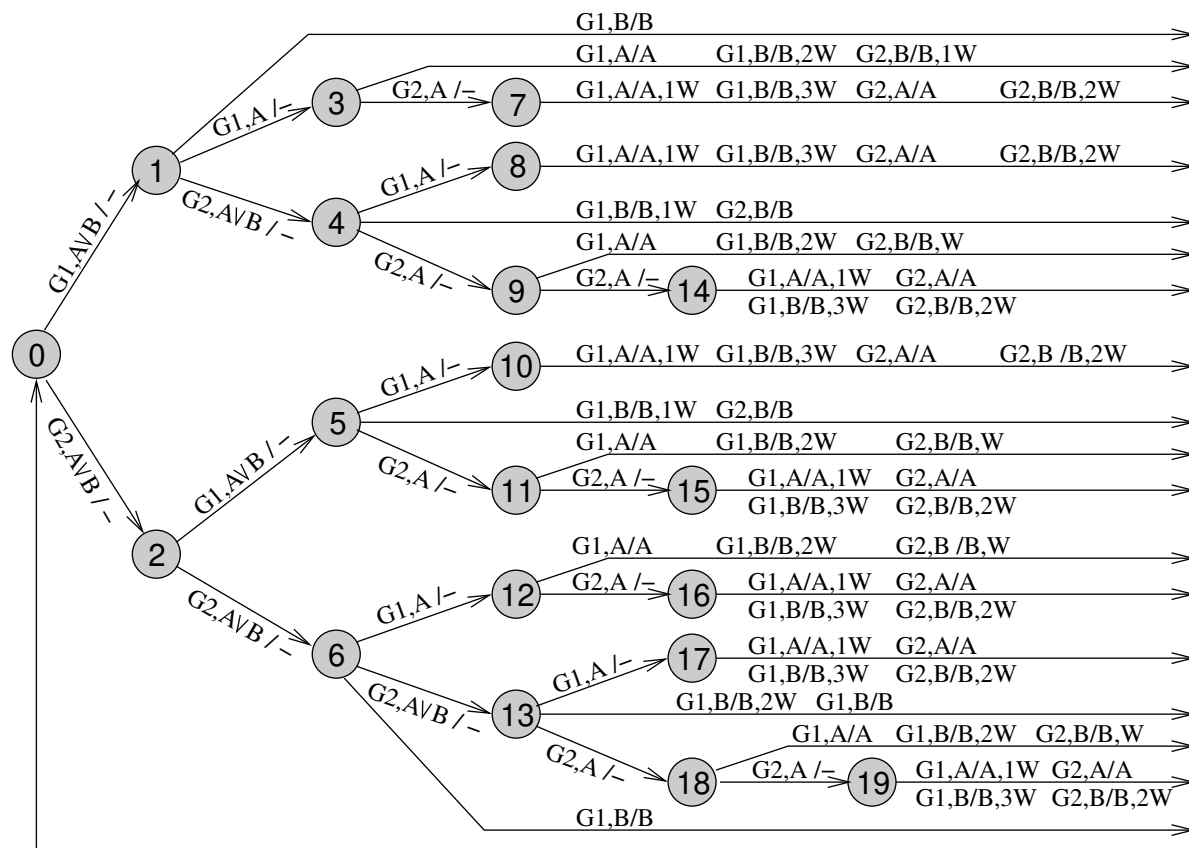 G1,B/B
G1,A/A G1,B/B,2W G2,B/B,1W
3 G2,A /– 7 G1,A/A,1W G1,B/B,3W G2,A/A G2,B/B,2W
G1,A /–
1
G1,A /– 8 G1,A/A,1W G1,B/B,3W G2,A/A G2,B/B,2W
G2,A\/B / –
4 G1,B/B,1W G2,B/B
G1,A\/B / –
G2,A /–
G1,A/A G1,B/B,2W G2,B/B,W
9 G2,A /– 14 G1,A/A,1W G2,A/A
G1,B/B,3W G2,B/B,2W
0
G1,A /– 10 G1,A/A,1W G1,B/B,3W G2,A/A G2,B /B,2W
5 G1,B/B,1W G2,B/B
G2,A\/B / –
G1,A\/B / –
G2,A /–
G1,A/A G1,B/B,2W G2,B/B,W
11 G2,A /– 15 G1,A/A,1W G2,A/A
G1,B/B,3W G2,B/B,2W
2
G1,A/A G1,B/B,2W G2,B /B,W
G1,A /– 12 G2,A /– 16 G1,A/A,1W G2,A/A
G1,B/B,3W G2,B/B,2W
G2,A\/B / –
6
G1,A /– 17 G1,A/A,1W G2,A/A
G1,B/B,3W G2,B/B,2W
G2,A\/B / –
13 G1,B/B,2W G1,B/B
G2,A /–
G1,A/A G1,B/B,2W G2,B/B,W
18 G2,A /– 19 G1,A/A,1W G2,A/A
G1,B/B,3W G2,B/B,2W
G1,B/B